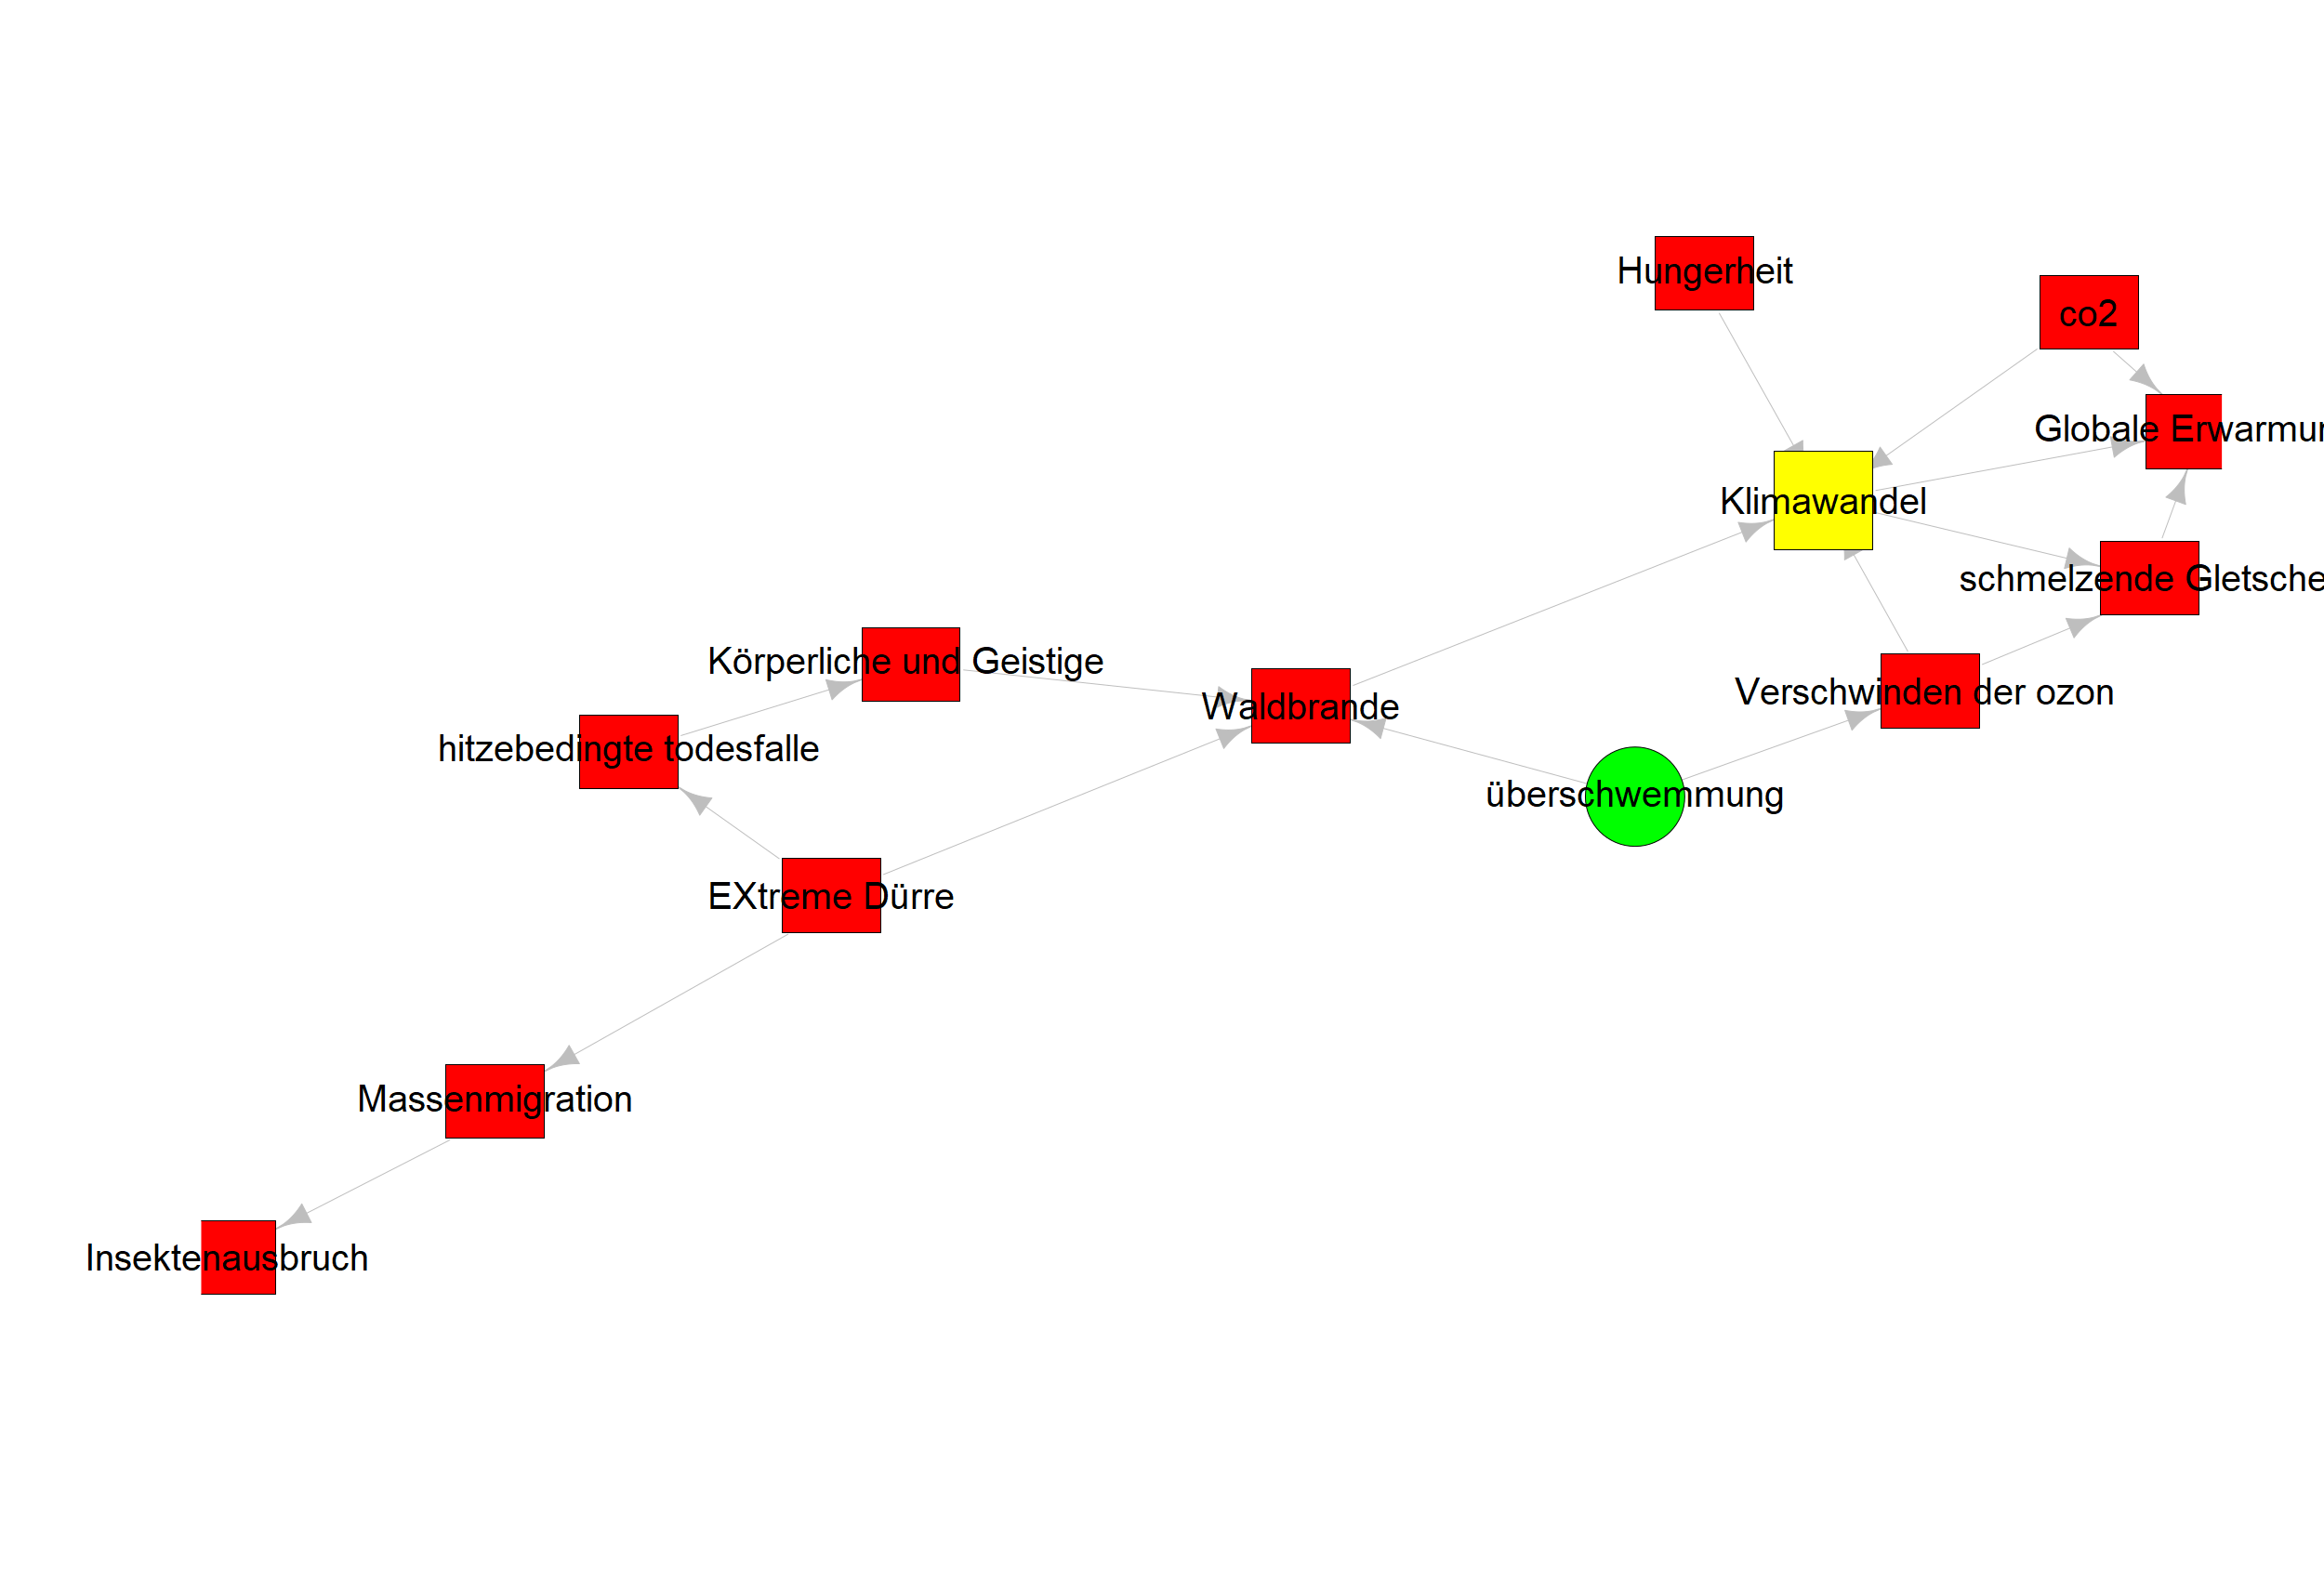 Hungerheit
co2
Globale Erwarmun
Klimawandel
schmelzende Gletsche
Körperliche und Geistige
Verschwinden der ozon
Waldbrande
hitzebedingte todesfalle
überschwemmung
EXtreme Dürre
Massenmigration
Insektenausbruch